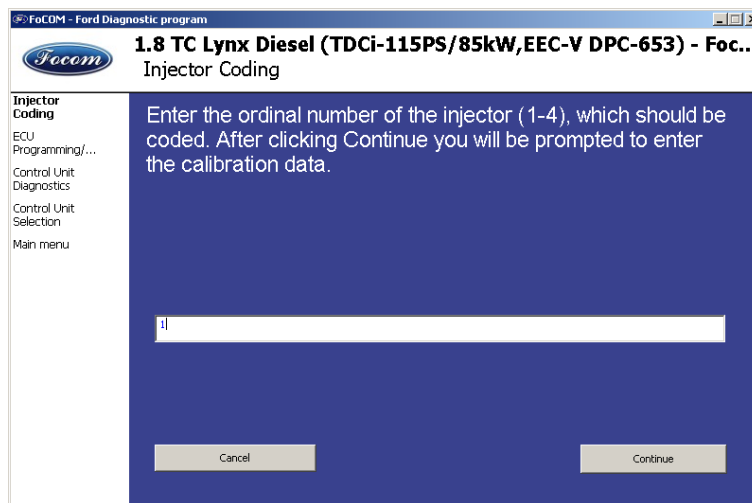 FoCOM - Ford Diagnostic program
Focom
1.8 TC Lynx Diesel (TDCi-115PS/85kW,EEC-V DPC-653) - Foc...
Injector Coding
Injector
Coding
ECU
Programming/...
Control Unit
Diagnostics
Control Unit
Selection
Main menu
Enter the ordinal number of the injector (1-4), which should be
coded. After clicking Continue you will be prompted to enter
the calibration data.
1
Cancel
Continue